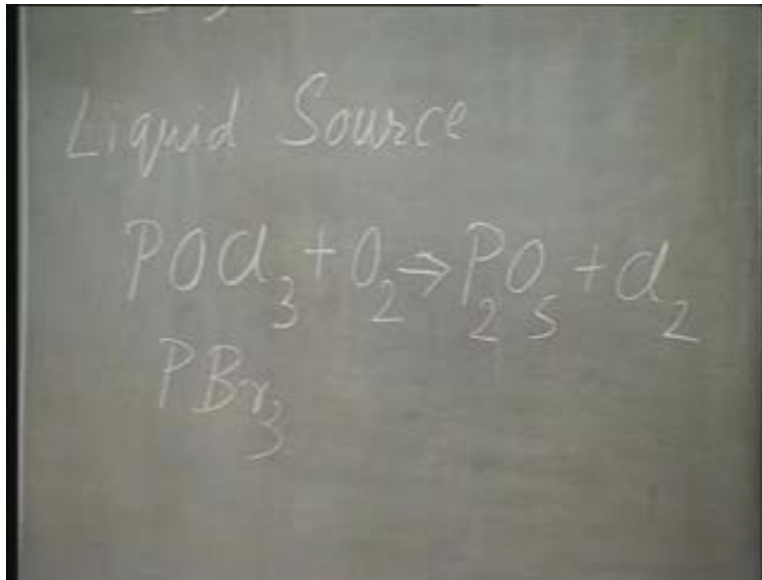 Liquid Source
POCl₃ + O₂ ⇒ P₂O₅ + Cl₂
PBr₃